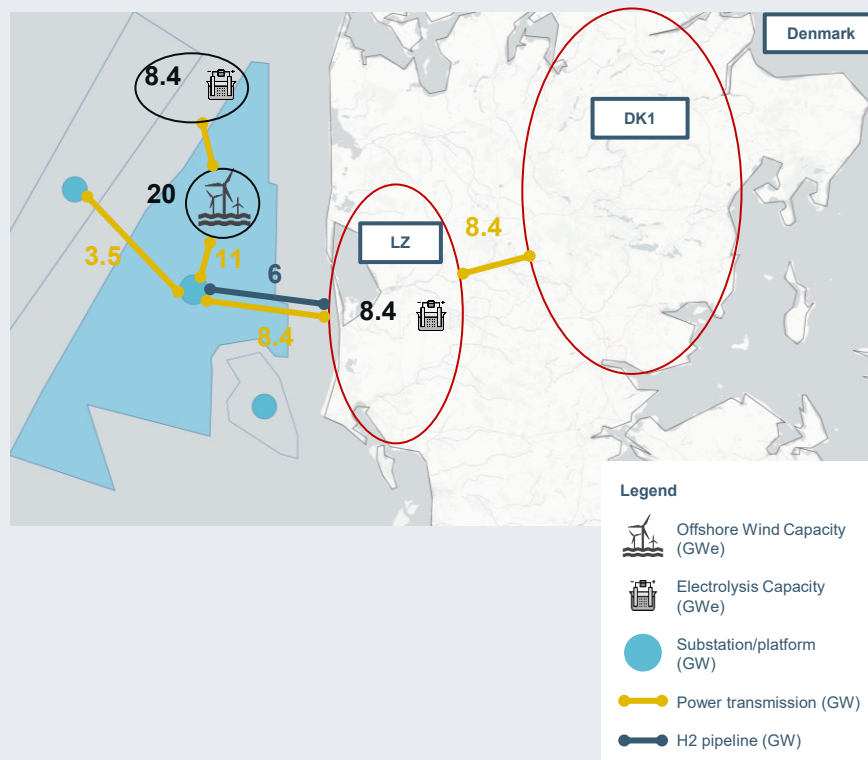 Denmark
8.4
DK1
20
LZ
8.4
3.5
11
6
8.4
8.4
Legend
Offshore Wind Capacity
(GWe)
Electrolysis Capacity
(GWe)
Substation/platform
(GW)
Power transmission (GW)
H2 pipeline (GW)